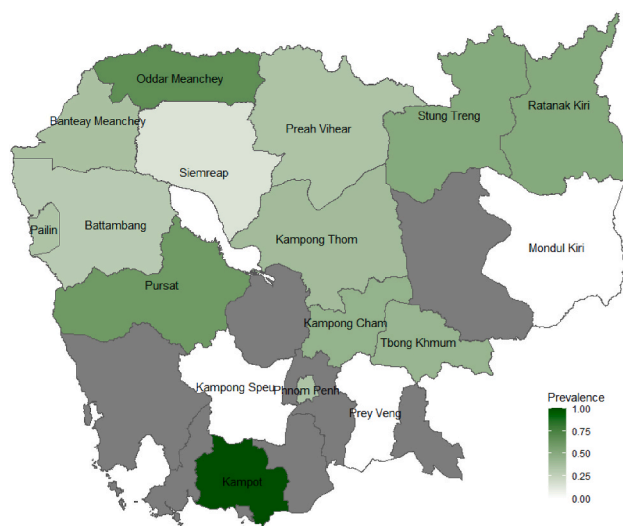 Oddar Meanchey
Banteay Meanchey
Preah Vihear
Stung Treng
Ratanak Kiri
Siemreap
Pailin
Battambang
Kampong Thom
Mondul Kiri
Pursat
Kampong Cham
Tbong Khmum
Kampong Speu
Phnom Penh
Prey Veng
Kampot
Prevalence
1.00
0.75
0.50
0.25
0.00